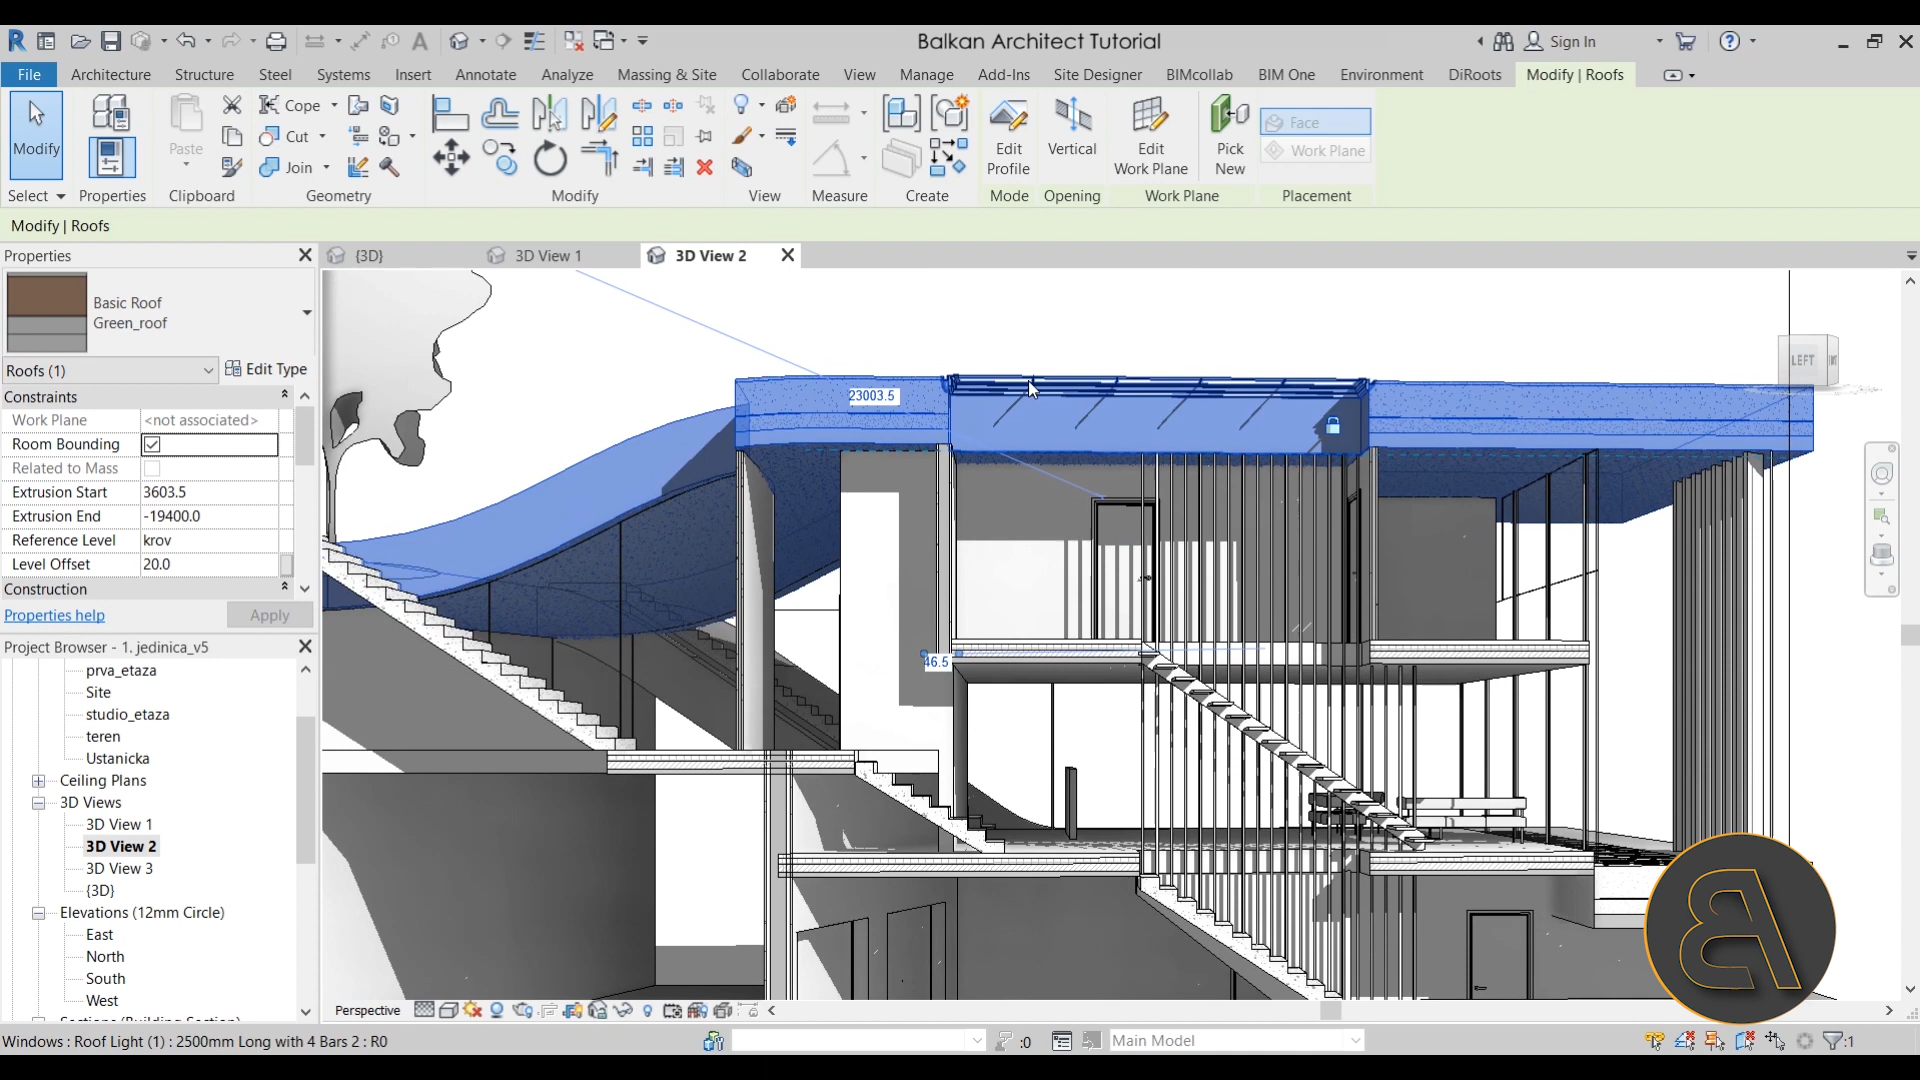 Balkan Architect Tutorial
Sign In
File Architecture Structure Steel Systems Insert Annotate Analyze Massing & Site Collaborate View Manage Add-Ins Site Designer BIMcollab BIM One Environment DiRoots Modify | Roofs
Modify
Paste
Cope
Cut
Join
Edit Profile
Vertical
Edit Work Plane
Pick New
Face
Work Plane
Select Properties Clipboard Geometry Modify View Measure Create Mode Opening Work Plane Placement
Modify | Roofs
Properties
{3D} 3D View 1 3D View 2
Basic Roof
Green_roof
Roofs (1) Edit Type
Constraints
Work Plane <not associated>
Room Bounding
Related to Mass
Extrusion Start 3603.5
Extrusion End -19400.0
Reference Level krov
Level Offset 20.0
Construction
Properties help Apply
Project Browser - 1. jedinica_v5
prva_etaza
Site
studio_etaza
teren
Ustanicka
Ceiling Plans
3D Views
3D View 1
3D View 2
3D View 3
{3D}
Elevations (12mm Circle)
East
North
South
West
23003.5
46.5
LEFT
Perspective
Windows : Roof Light (1) : 2500mm Long with 4 Bars 2 : R0
:0
Main Model
:1